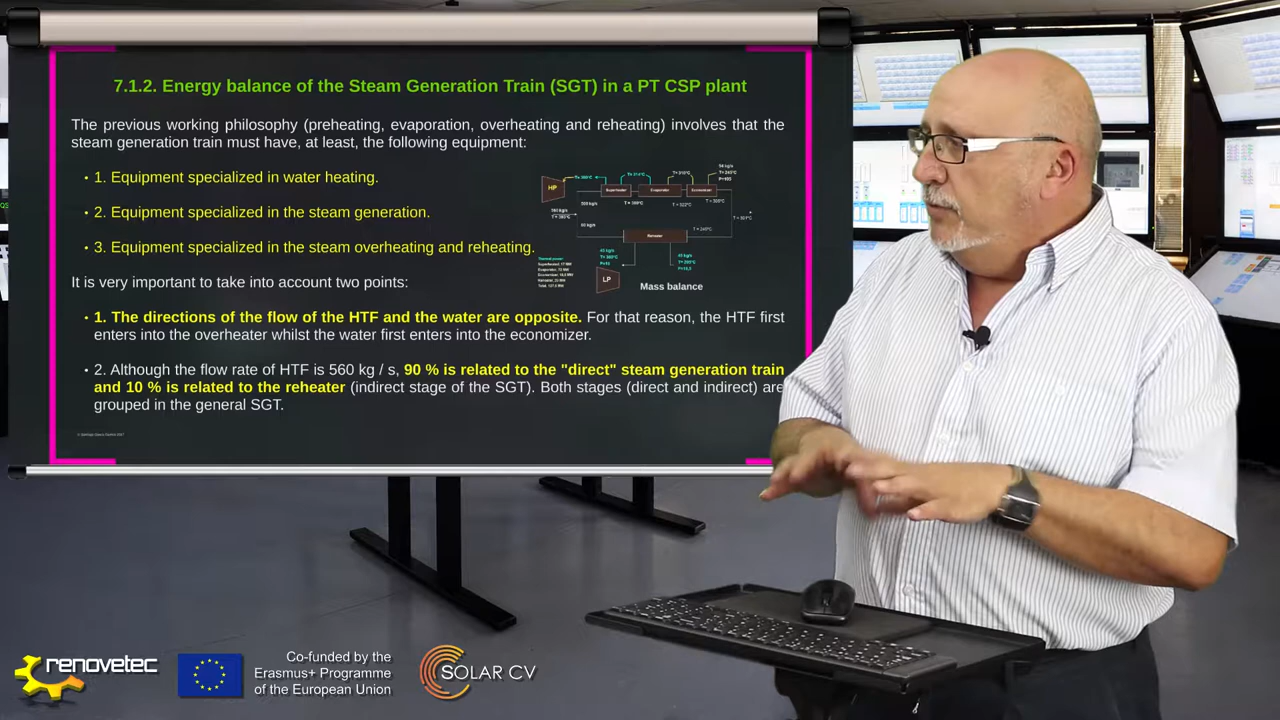 7.1.2. Energy balance of the Steam Generation Train (SGT) in a PT CSP plant
The previous working philosophy (preheating, evaporation, overheating and reheating) involves that the
steam generation train must have, at least, the following equipment:
• 1. Equipment specialized in water heating.
• 2. Equipment specialized in the steam generation.
• 3. Equipment specialized in the steam overheating and reheating.
HP
Superheater
Evaporator
Economizer
Reheater
LP
Mass balance
It is very important to take into account two points:
• 1. The directions of the flow of the HTF and the water are opposite. For that reason, the HTF first
enters into the overheater whilst the water first enters into the economizer.
• 2. Although the flow rate of HTF is 560 kg / s, 90 % is related to the "direct" steam generation train
and 10 % is related to the reheater (indirect stage of the SGT). Both stages (direct and indirect) are
grouped in the general SGT.
renovetec
Co-funded by the
Erasmus+ Programme
of the European Union
SOLAR CV